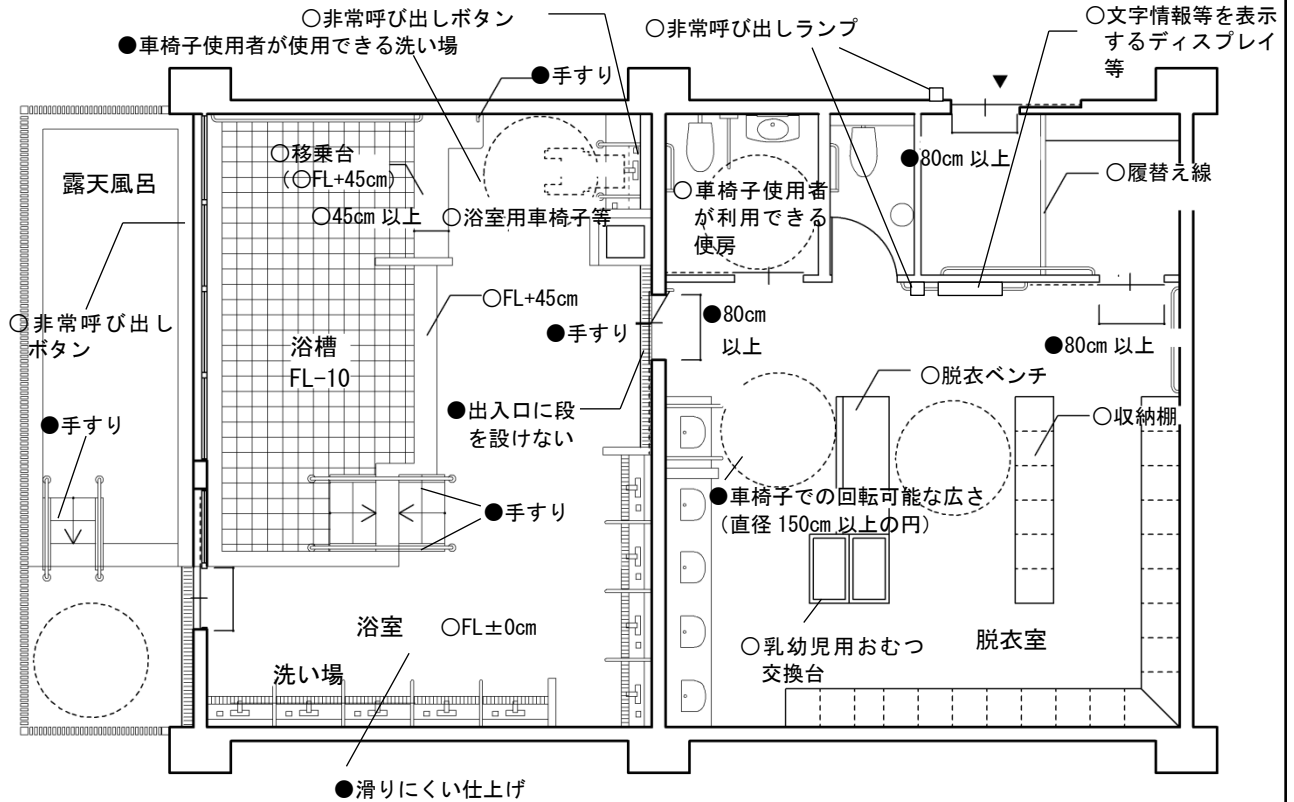 ○非常呼び出しボタン
●車椅子使用者が使用できる洗い場
○非常呼び出しランプ
○文字情報等を表示
するディスプレイ
等
●手すり
▼
○移乗台
(○FL+45cm)
○45cm 以上
○浴室用車椅子等
○車椅子使用者
が利用できる
便房
●80cm 以上
○履替え線
露天風呂
○非常呼び出し
ボタン
○FL+45cm
●手すり
●80cm
以上
●80cm 以上
浴槽
FL-10
○脱衣ベンチ
○収納棚
●出入口に段
を設けない
●手すり
●手すり
●車椅子での回転可能な広さ
(直径 150cm 以上の円)
浴室
○FL±0cm
洗い場
○乳幼児用おむつ
交換台
脱衣室
●滑りにくい仕上げ